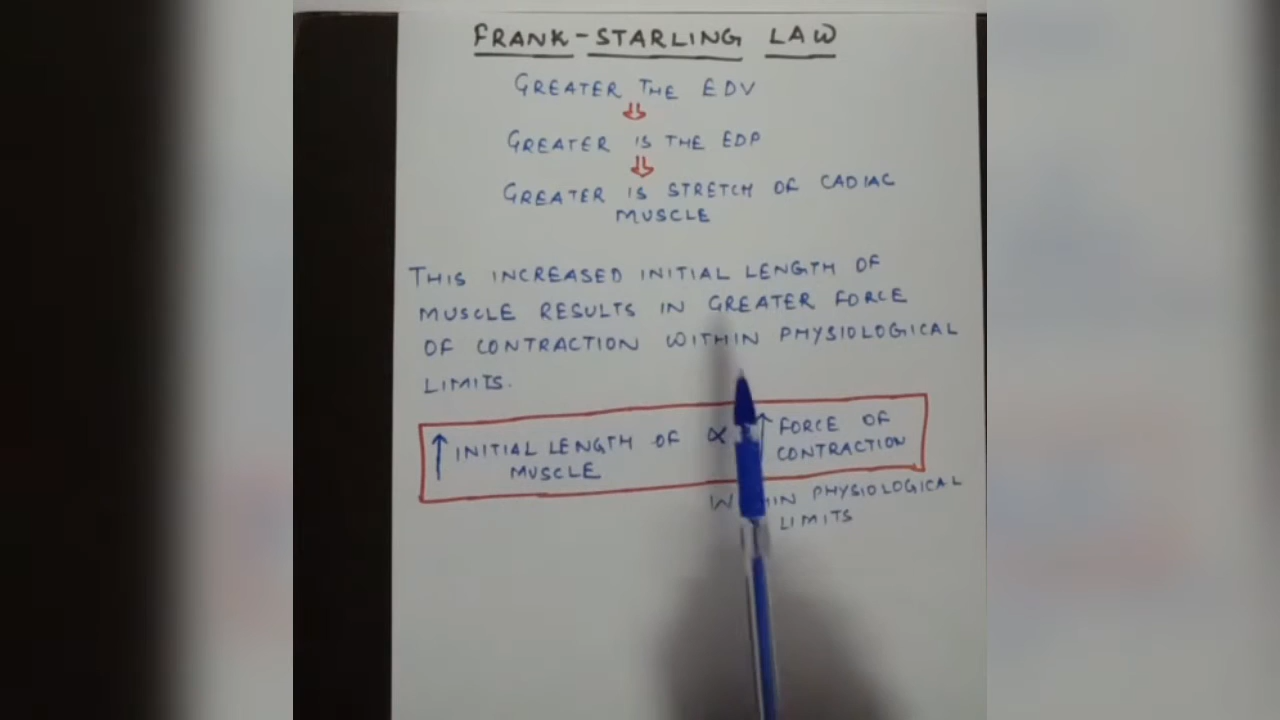 FRANK-STARLING LAW
GREATER THE EDV
⇓
GREATER IS THE EDP
⇓
GREATER IS STRETCH OF CADIAC
MUSCLE
THIS INCREASED INITIAL LENGTH OF
MUSCLE RESULTS IN GREATER FORCE
OF CONTRACTION WITHIN PHYSIOLOGICAL
LIMITS.
↑ INITIAL LENGTH OF ∝ ↑ FORCE OF
MUSCLE CONTRACTION
PHYSIOLOGICAL
LIMITS